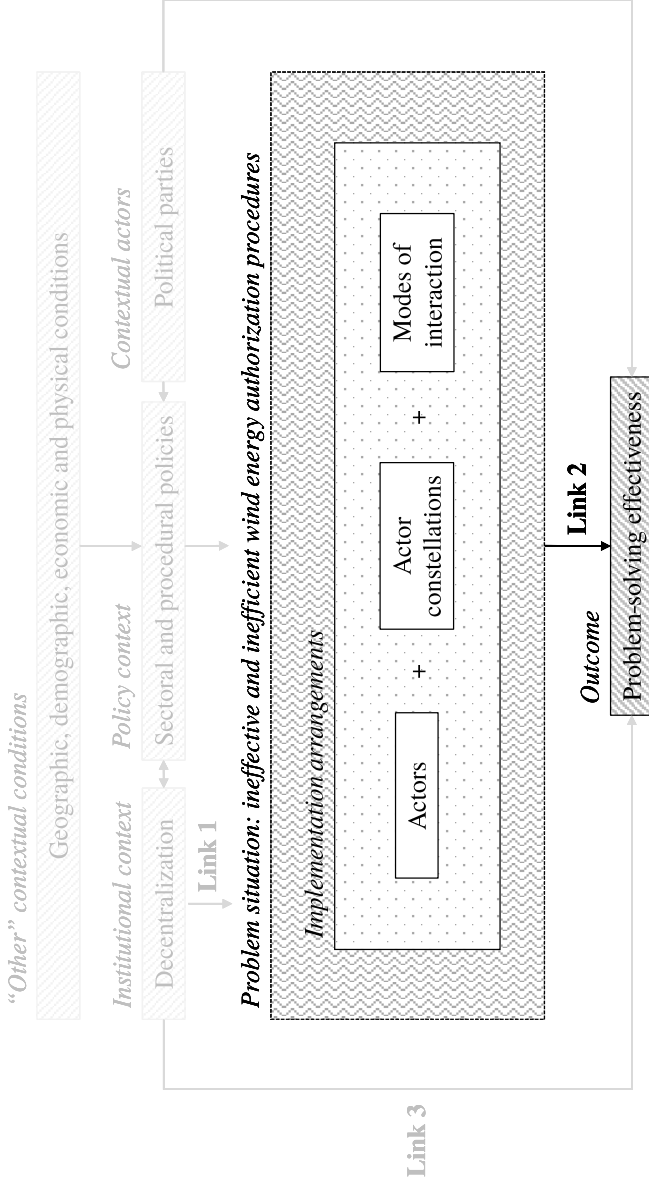 “Other” contextual conditions
Geographic, demographic, economic and physical conditions
Institutional context
Policy context
Contextual actors
Decentralization
Sectoral and procedural policies
Political parties
Link 1
Problem situation: ineffective and inefficient wind energy authorization procedures
Implementation arrangements
Actors
+
Actor
constellations
+
Modes of
interaction
Link 2
Link 3
Outcome
Problem-solving effectiveness